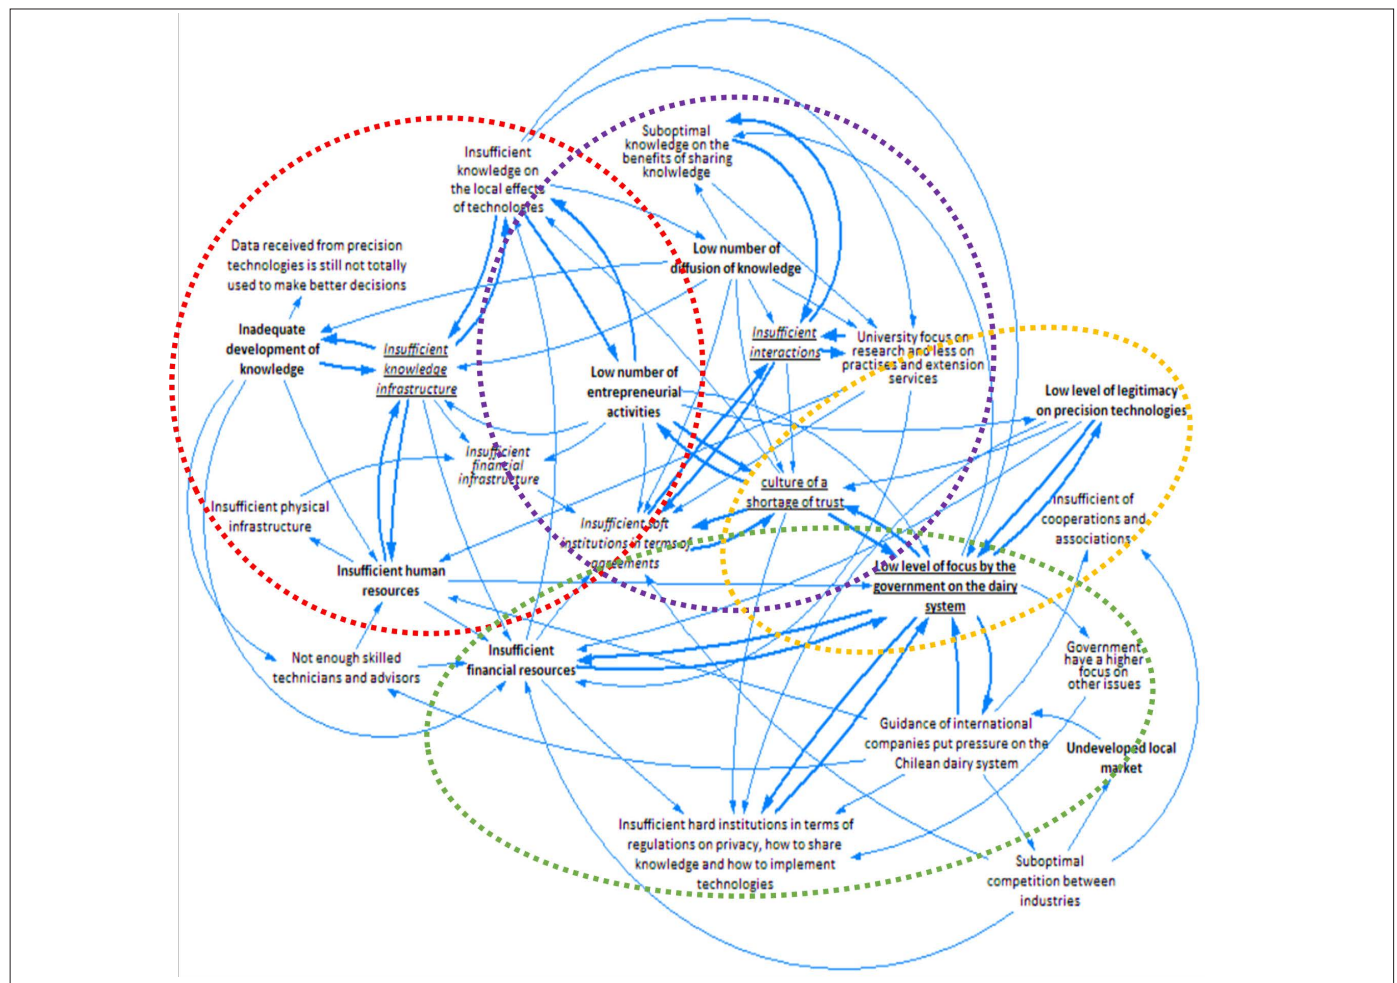 Suboptimal
knowledge on the
benefits of sharing
knolwledge
Insufficient
knowledge on
the local effects
of technologies
Data received from precision
technologies is still not totally
used to make better decisions
Low number of
diffusion of knowledge
Inadequate
development of
knowledge
Insufficient
knowledge
infrastructure
Insufficient
interactions
University focus on
research and less on
practises and extension
services
Low number of
entrepreneurial
activities
Low level of legitimacy
on precision technologies
Insufficient
financial
infrastructure
culture of a
shortage of trust
Insufficient of
cooperations and
associations
Insufficient physical
infrastructure
Insufficient soft
institutions in terms of
agreements
Insufficient human
resources
Low level of focus by the
government on the dairy
system
Not enough skilled
technicians and advisors
Insufficient
financial resources
Government
have a higher
focus on
other issues
Guidance of international
companies put pressure on the
Chilean dairy system
Undeveloped local
market
Insufficient hard institutions in terms of
regulations on privacy, how to share
knowledge and how to implement
technologies
Suboptimal
competition between
industries